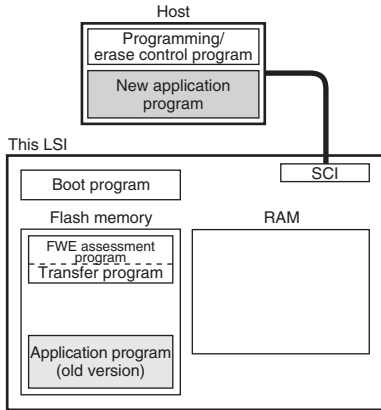 Host
Programming/
erase control program
New application
program
This LSI
SCI
Boot program
Flash memory
RAM
FWE assessment
program
Transfer program
Application program
(old version)